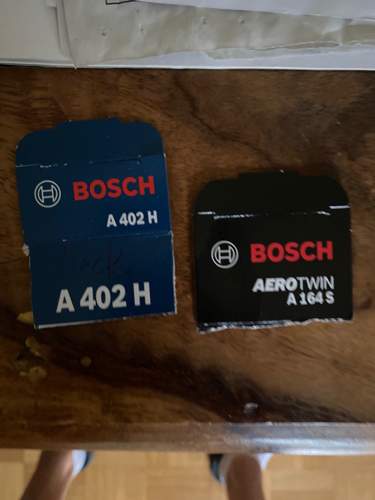 BOSCH
A 402 H
A 402 H
BOSCH
AEROTWIN
A 164 S